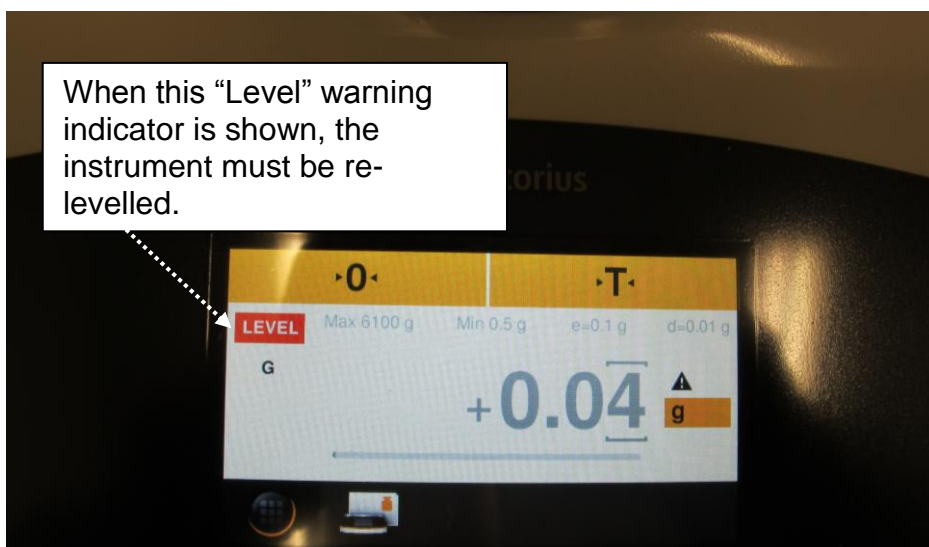 When this “Level” warning
indicator is shown, the
instrument must be re-
levelled.
torius
▸0◂
▸T◂
LEVEL Max 6100 g Min 0.5 g e=0.1 g d=0.01 g
G
+0.04 g